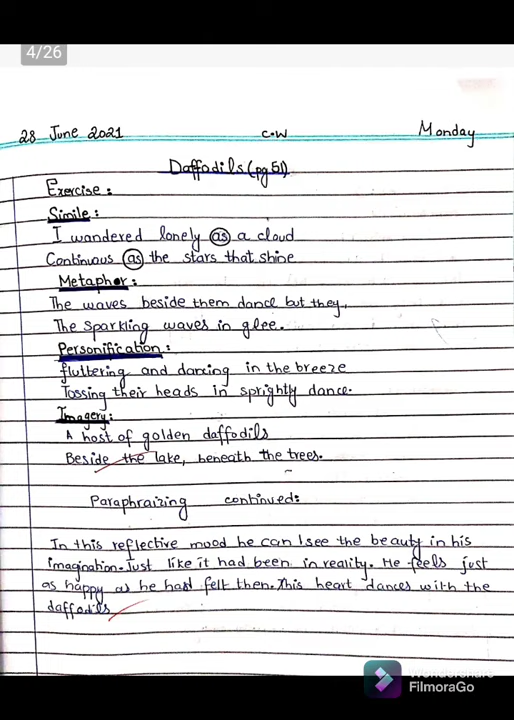 4/26
28 June 2021 C.W Monday
Daffodils (pg 51)
Exercise:
Simile:
I wandered lonely as a cloud
Continuous as the stars that shine
Metaphor:
The waves beside them dance but they,
The sparkling waves in glee.
Personification:
fluttering and dancing in the breeze
Tossing their heads in sprightly dance.
Imagery:
A host of golden daffodils
Beside the lake, beneath the trees.
Paraphraizing continued:
In this reflective mood he can see the beauty in his
imagination. Just like it had been in reality. He feels just
as happy as he had felt then. This heart dances with the
daffodils
Wondershare
FilmoraGo